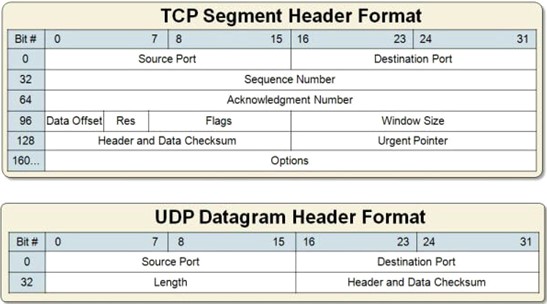 TCP Segment Header Format
Bit # 0 7 8 15 16 23 24 31
0 Source Port Destination Port
32 Sequence Number
64 Acknowledgment Number
96 Data Offset Res Flags Window Size
128 Header and Data Checksum Urgent Pointer
160... Options
UDP Datagram Header Format
Bit # 0 7 8 15 16 23 24 31
0 Source Port Destination Port
32 Length Header and Data Checksum